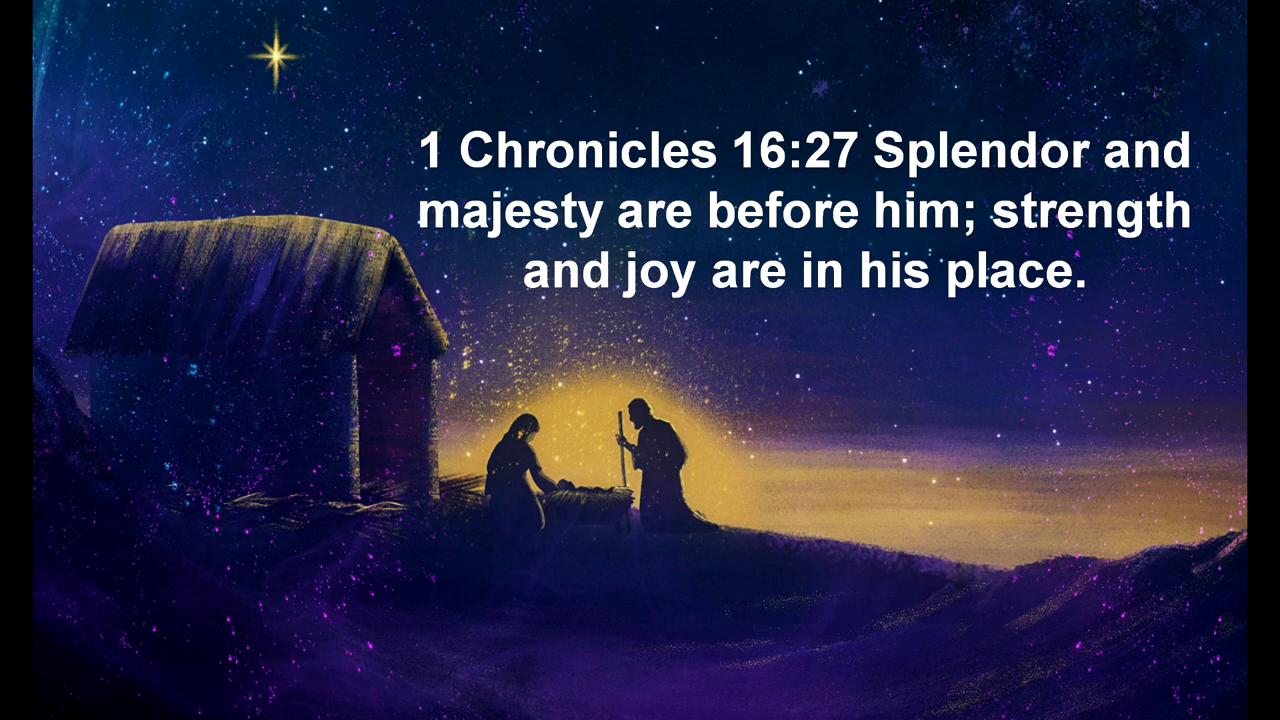 1 Chronicles 16:27 Splendor and
majesty are before him; strength
and joy are in his place.